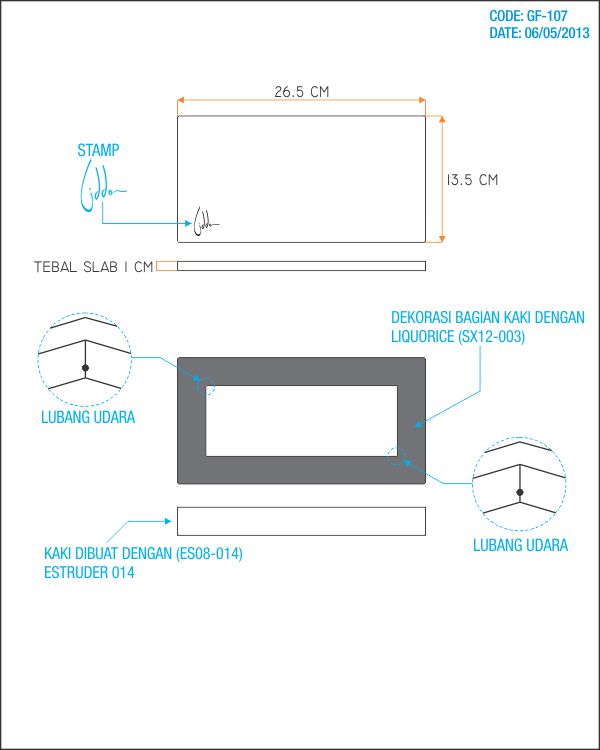 CODE: GF-107
DATE: 06/05/2013
26.5 CM
STAMP
13.5 CM
TEBAL SLAB 1 CM
DEKORASI BAGIAN KAKI DENGAN
LIQUORICE (SX12-003)
LUBANG UDARA
LUBANG UDARA
KAKI DIBUAT DENGAN (ES08-014)
ESTRUDER 014